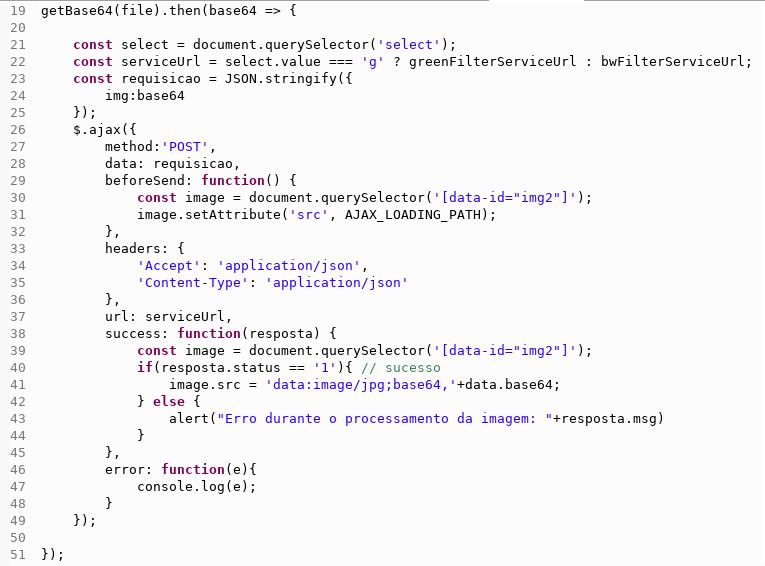 19 getBase64(file).then(base64 => {
20
21     const select = document.querySelector('select');
22     const serviceUrl = select.value === 'g' ? greenFilterServiceUrl : bwFilterServiceUrl;
23     const requisicao = JSON.stringify({
24         img:base64
25     });
26     $.ajax({
27         method:'POST',
28         data: requisicao,
29         beforeSend: function() {
30             const image = document.querySelector('[data-id="img2"]');
31             image.setAttribute('src', AJAX_LOADING_PATH);
32         },
33         headers: {
34             'Accept': 'application/json',
35             'Content-Type': 'application/json'
36         },
37         url: serviceUrl,
38         success: function(resposta) {
39             const image = document.querySelector('[data-id="img2"]');
40             if(resposta.status == '1'){ // sucesso
41                 image.src = 'data:image/jpg;base64,'+data.base64;
42             } else {
43                 alert("Erro durante o processamento da imagem: "+resposta.msg)
44             }
45         },
46         error: function(e){
47             console.log(e);
48         }
49     });
50
51 });